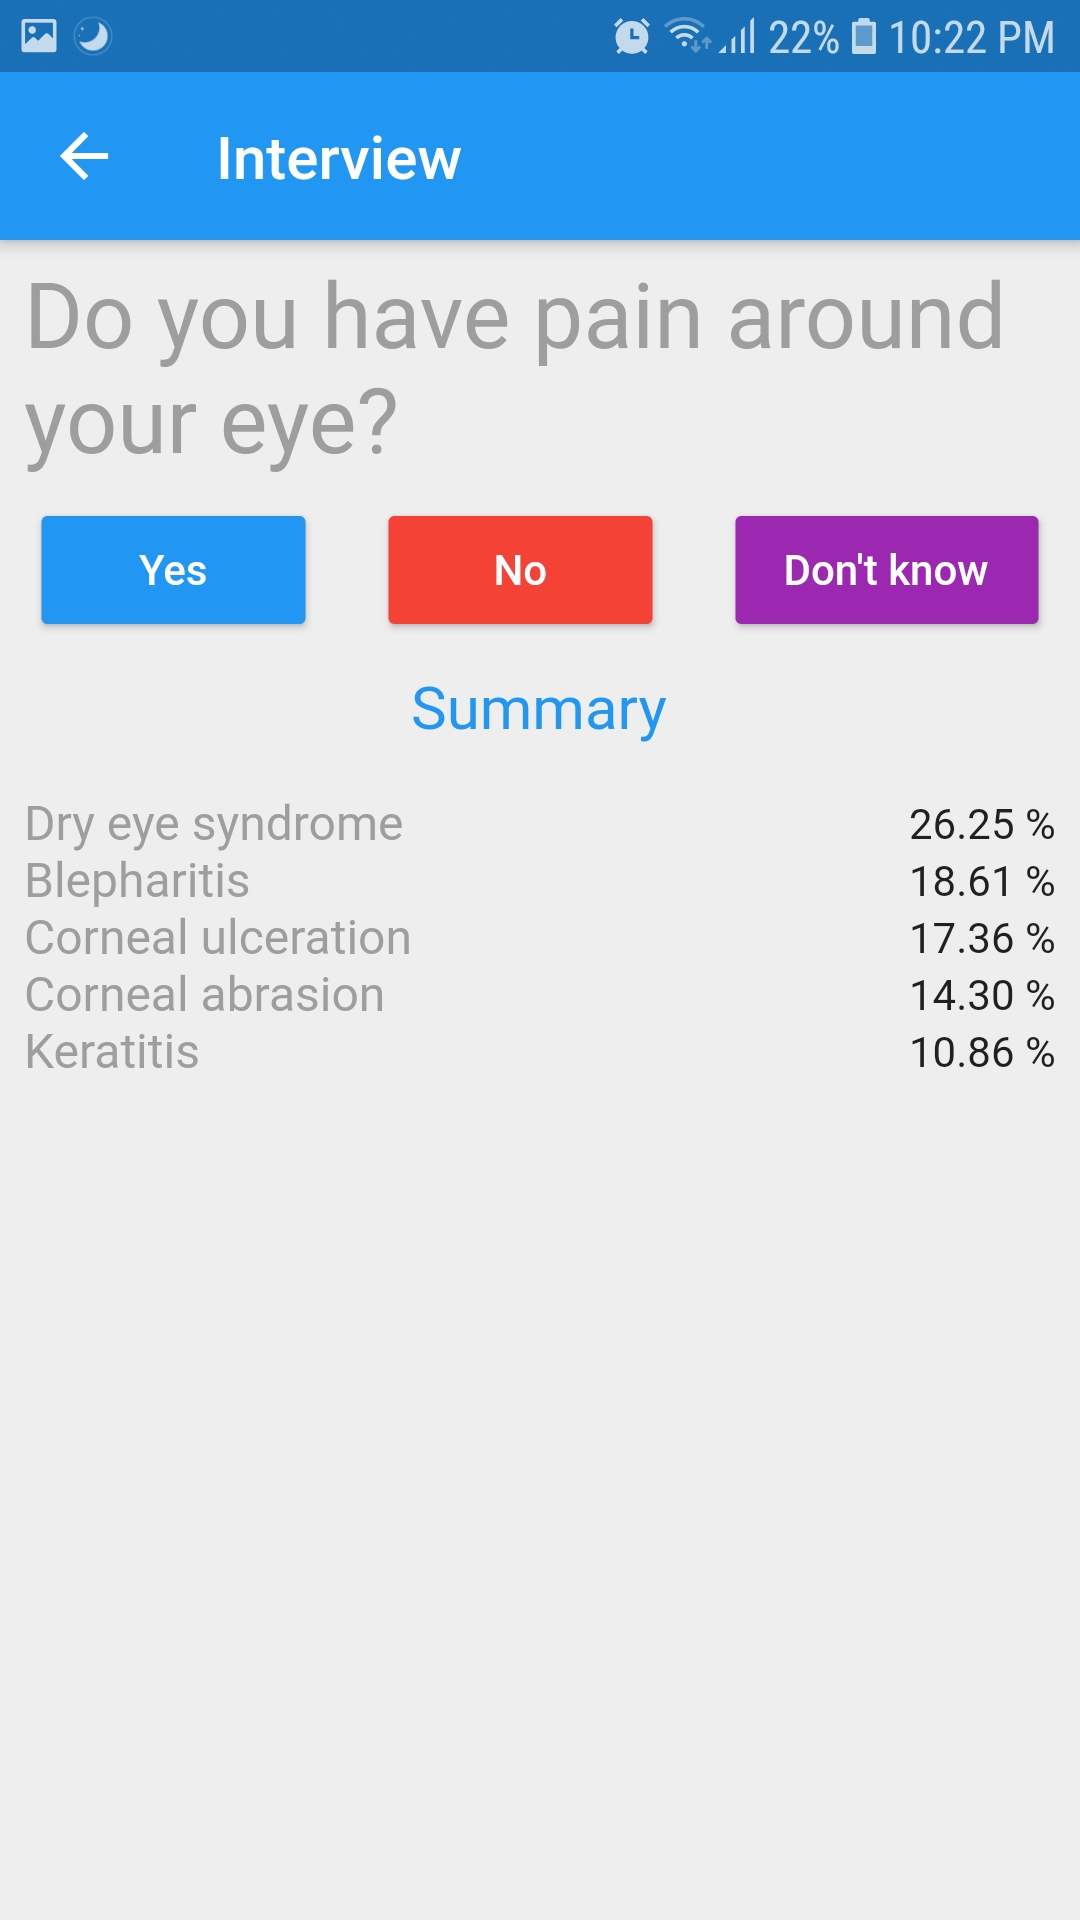 22% 10:22 PM
Interview
Do you have pain around
your eye?
Yes No Don't know
Summary
Dry eye syndrome 26.25 %
Blepharitis 18.61 %
Corneal ulceration 17.36 %
Corneal abrasion 14.30 %
Keratitis 10.86 %